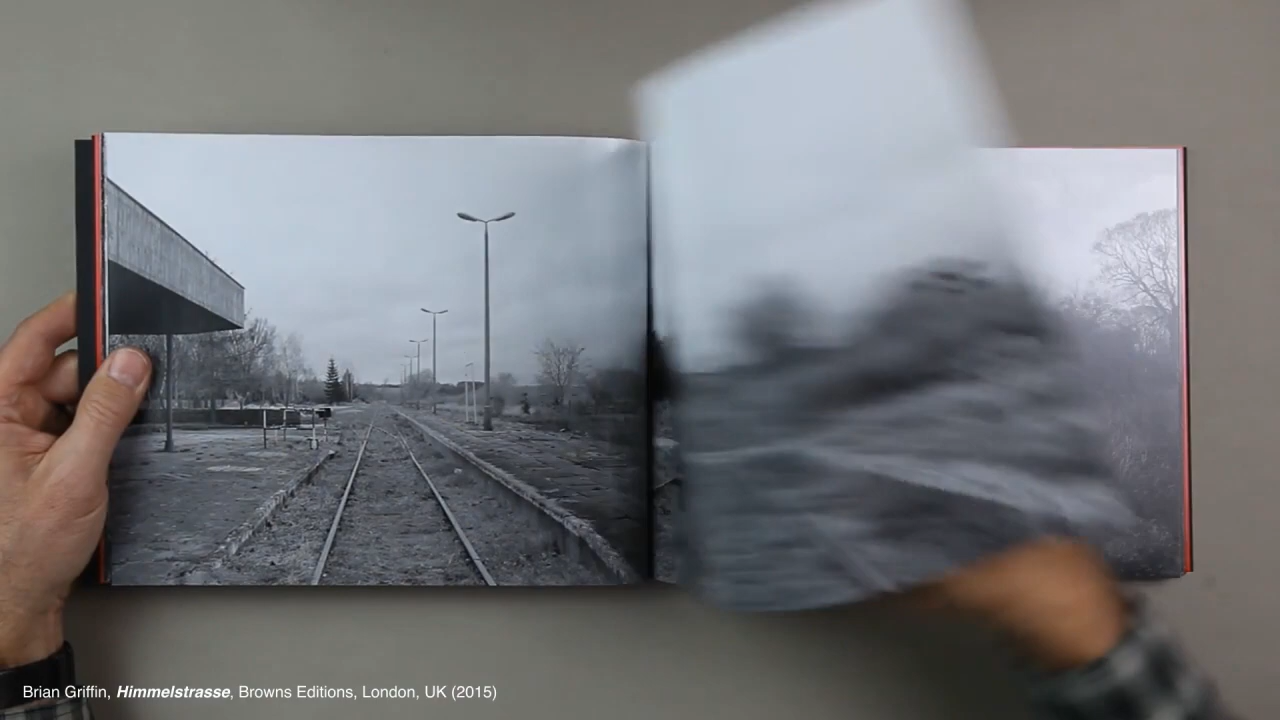 Brian Griffin, Himmelstrasse, Browns Editions, London, UK (2015)